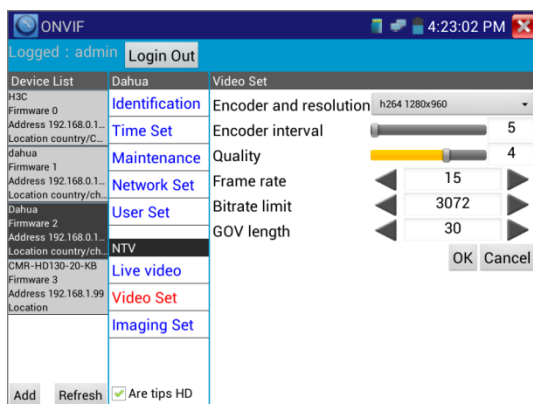 ONVIF
4:23:02 PM
Logged : admin
Login Out
Device List
H3C
Firmware 0
Address 192.168.0.1...
Location country/C...
dahua
Firmware 1
Address 192.168.0.1...
Location country/ch...
Dahua
Firmware 2
Address 192.168.0.1...
Location country/ch...
CMR-HD130-20-KB
Firmware 3
Address 192.168.1.99
Location
Add
Refresh
Dahua
Identification
Time Set
Maintenance
Network Set
User Set
NTV
Live video
Video Set
Imaging Set
Are tips HD
Video Set
Encoder and resolution h264 1280x960
Encoder interval 5
Quality 4
Frame rate 15
Bitrate limit 3072
GOV length 30
OK Cancel